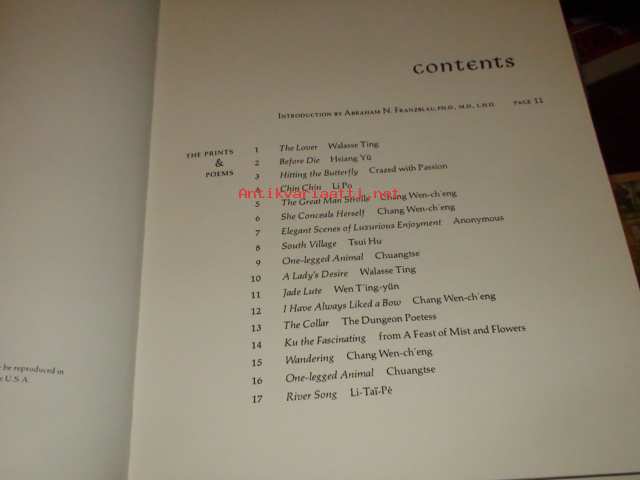 contents
INTRODUCTION BY ABRAHAM N. FRANZBLAU, PH.D., M.D., L.H.D. PAGE 11
THE PRINTS & POEMS
1 The Lover Walasse Ting
2 Before Die Hsiang Yü
3 Hitting the Butterfly Crazed with Passion
4 Chin Chin Li Po
Antikvariaatti.net
5 The Great Man Strolls Chang Wen-ch'eng
6 She Conceals Herself Chang Wen-ch'eng
7 Elegant Scenes of Luxurious Enjoyment Anonymous
8 South Village Tsui Hu
9 One-legged Animal Chuangtse
10 A Lady's Desire Walasse Ting
11 Jade Lute Wen T'ing-yün
12 I Have Always Liked a Bow Chang Wen-ch'eng
13 The Collar The Dungeon Poetess
14 Ku the Fascinating from A Feast of Mist and Flowers
15 Wandering Chang Wen-ch'eng
16 One-legged Animal Chuangtse
17 River Song Li-Taï-Pé
be reproduced in
U.S.A.